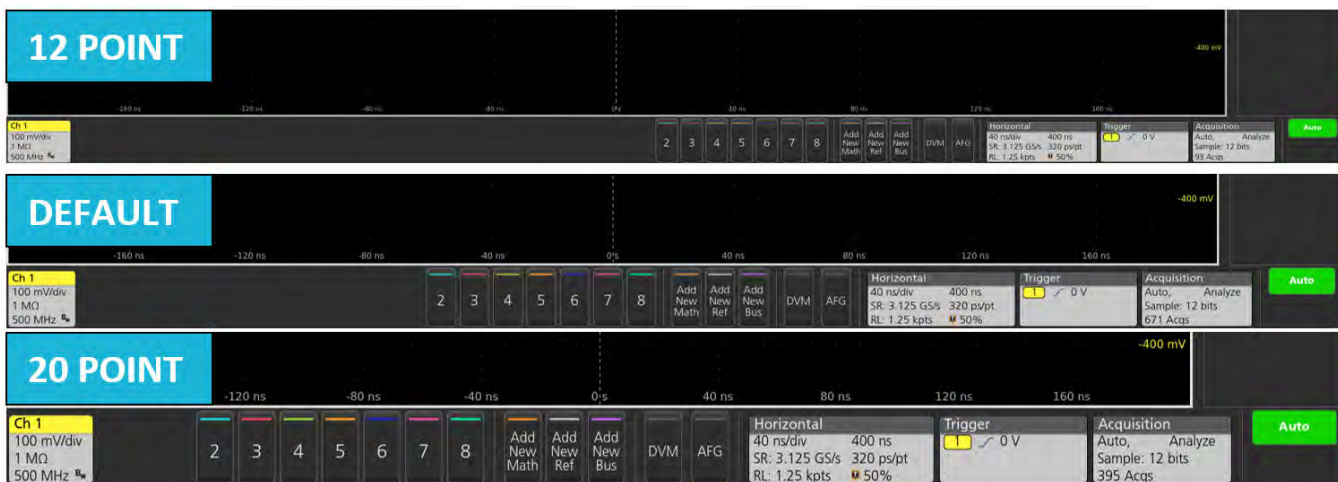 12 POINT
-400 mV
-160 ns -120 ns -80 ns -40 ns 0 s 40 ns 80 ns 120 ns 160 ns
Ch 1
100 mV/div
1 MΩ
500 MHz
2 3 4 5 6 7 8
Add New Math
Add New Ref
Add New Bus
DVM AFG
Horizontal
40 ns/div 400 ns
SR: 3.125 GS/s 320 ps/pt
RL: 1.25 kpts 50%
Trigger
1 0 V
Acquisition
Auto, Analyze
Sample: 12 bits
93 Acqs
Auto
DEFAULT
-400 mV
-160 ns -120 ns -80 ns -40 ns 0 s 40 ns 80 ns 120 ns 160 ns
Ch 1
100 mV/div
1 MΩ
500 MHz
2 3 4 5 6 7 8
Add New Math
Add New Ref
Add New Bus
DVM AFG
Horizontal
40 ns/div 400 ns
SR: 3.125 GS/s 320 ps/pt
RL: 1.25 kpts 50%
Trigger
1 0 V
Acquisition
Auto, Analyze
Sample: 12 bits
671 Acqs
Auto
20 POINT
-400 mV
-120 ns -80 ns -40 ns 0 s 40 ns 80 ns 120 ns 160 ns
Ch 1
100 mV/div
1 MΩ
500 MHz
2 3 4 5 6 7 8
Add New Math
Add New Ref
Add New Bus
DVM AFG
Horizontal
40 ns/div 400 ns
SR: 3.125 GS/s 320 ps/pt
RL: 1.25 kpts 50%
Trigger
1 0 V
Acquisition
Auto, Analyze
Sample: 12 bits
395 Acqs
Auto